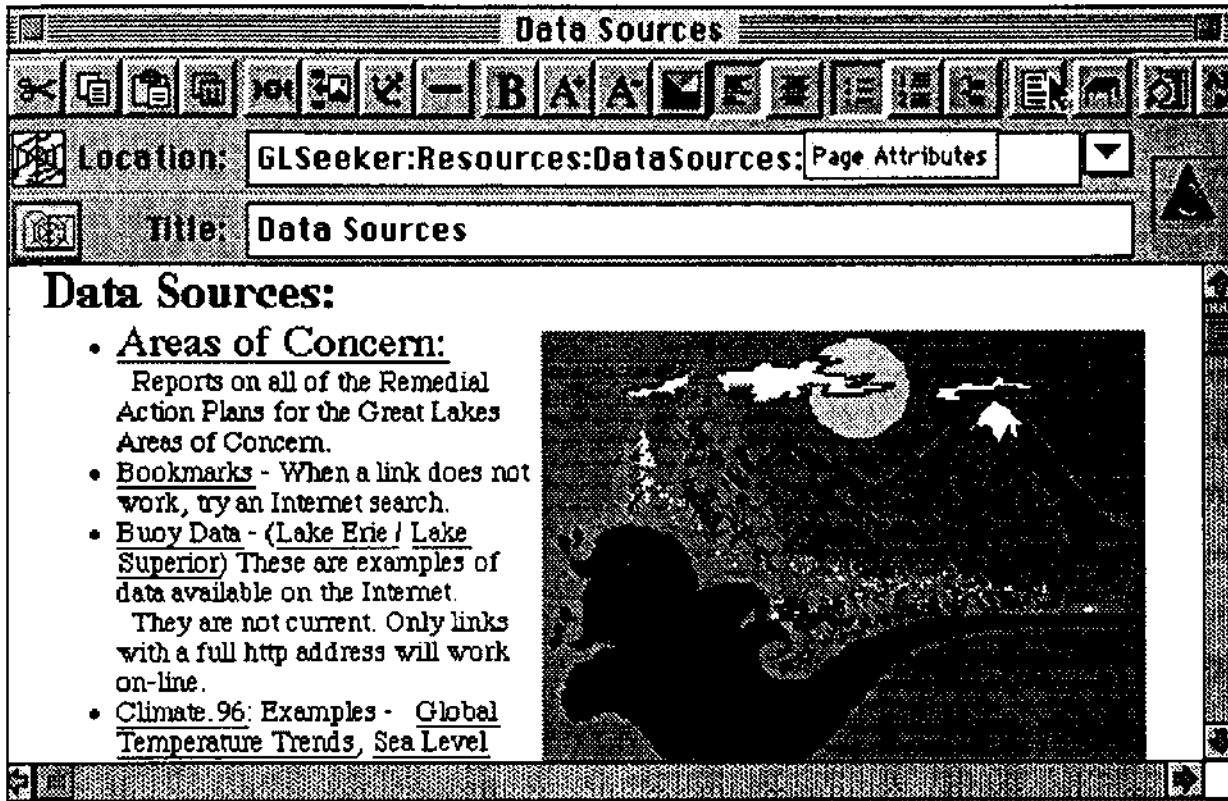 Data Sources
B A+ A-
Location: GLSeeker:Resources:DataSources:
Page Attributes
Title: Data Sources
Data Sources:
• Areas of Concern:
Reports on all of the Remedial
Action Plans for the Great Lakes
Areas of Concern.
• Bookmarks - When a link does not
work, try an Internet search.
• Buoy Data - (Lake Erie / Lake
Superior) These are examples of
data available on the Internet.
They are not current. Only links
with a full http address will work
on-line.
• Climate.96: Examples - Global
Temperature Trends, Sea Level